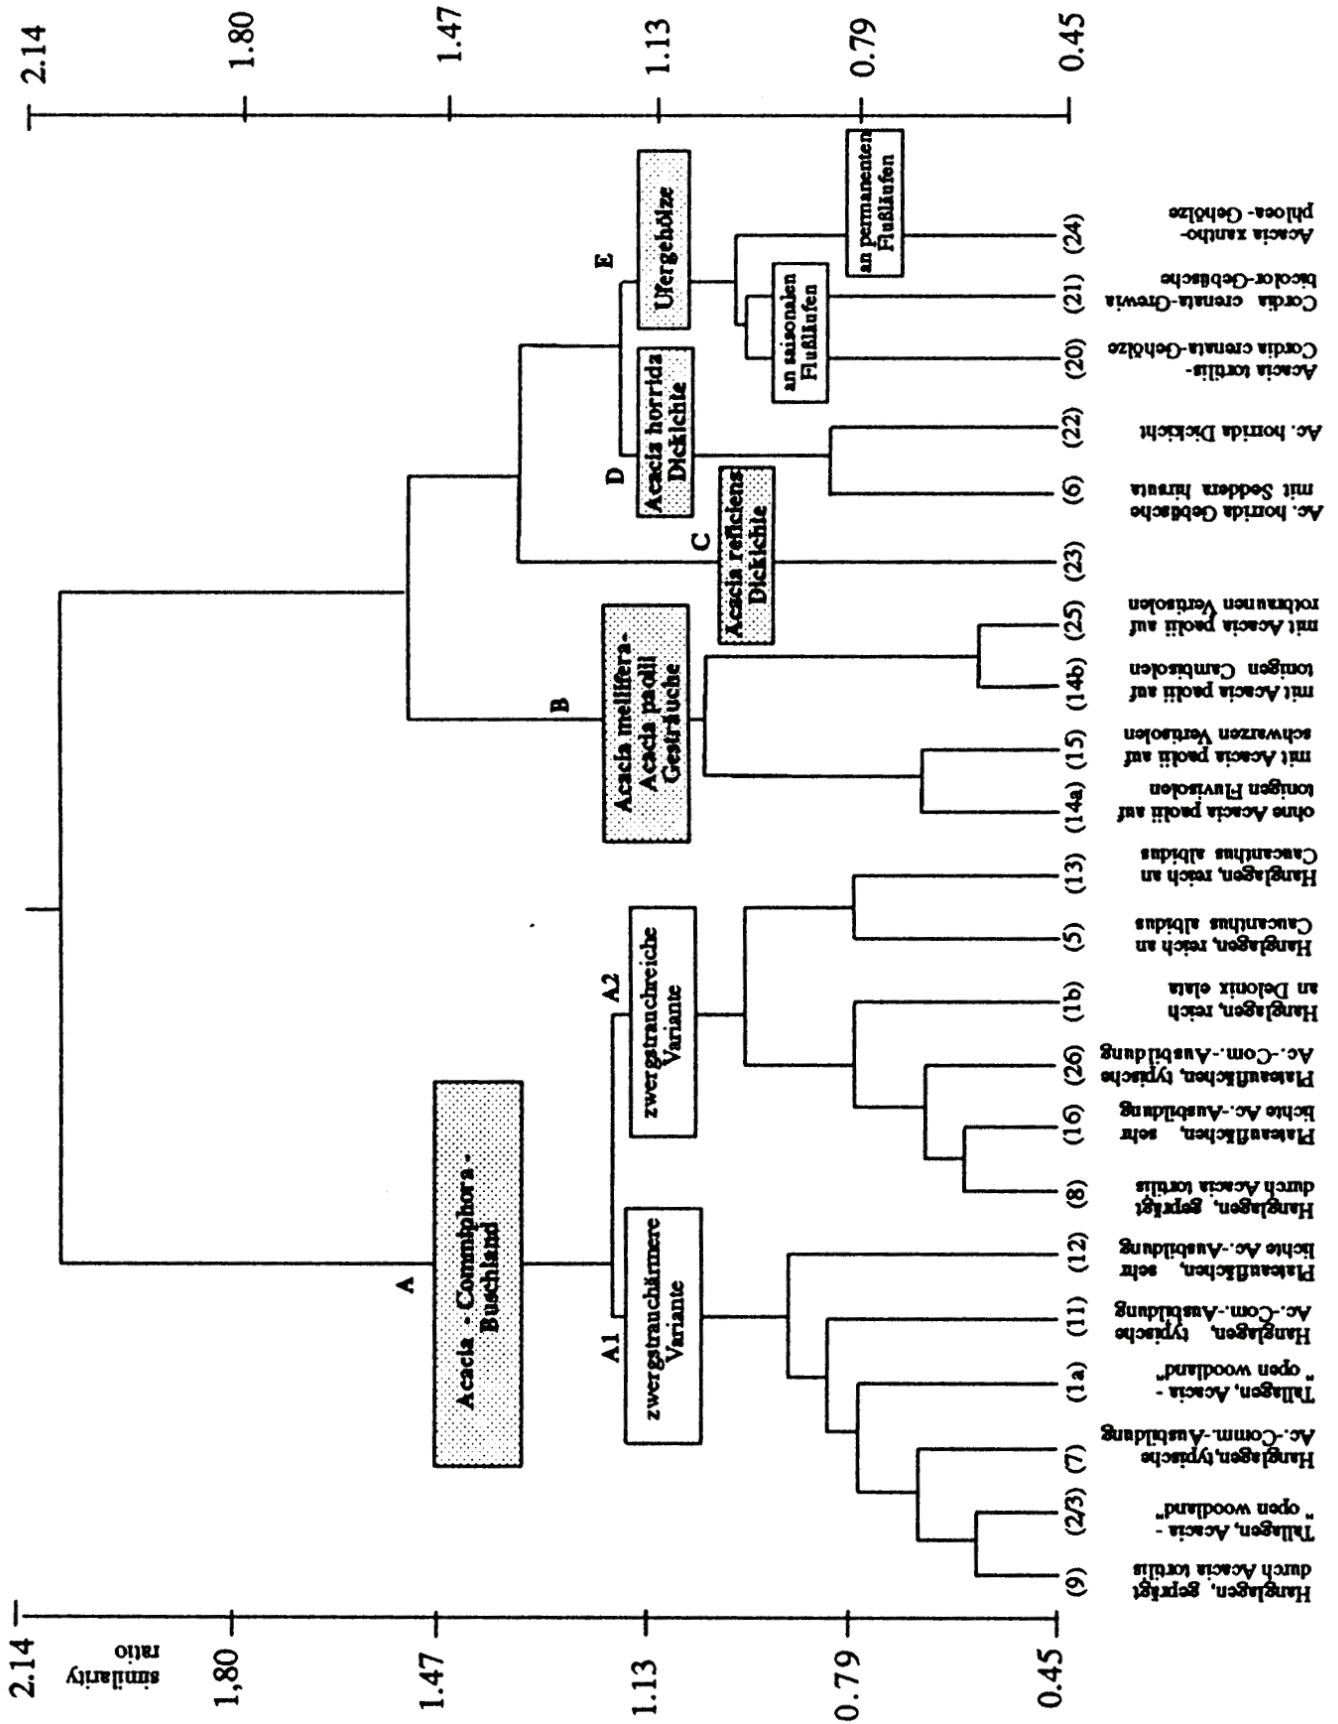 similarity
ratio
2.14
1,80
1.47
1.13
0.79
0.45
2.14
1.80
1.47
1.13
0.79
0.45
A
Acacia - Commiphora -
Buschland
A1
zwergstrauchärmere
Variante
A2
zwergstrauchreiche
Variante
B
Acacia mellifera-
Acacia paolii
Gesträuche
C
Acacia reficiens
Dickichte
D
Acacia horrida
Dickichte
E
Ufergehölze
an saisonalen
Flußläufen
an permanenten
Flußläufen
(9)
Hanglagen, geprägt
durch Acacia tortilis
(2/3)
Tallagen, Acacia -
" open woodland"
(7)
Hanglagen,typische
Ac.-Comm.-Ausbildung
(1a)
Tallagen, Acacia -
" open woodland"
(11)
Hanglagen, typische
Ac.-Com.-Ausbildung
(12)
Plateauflächen, sehr
lichte Ac.-Ausbildung
(8)
Hanglagen, geprägt
durch Acacia tortilis
(16)
Plateauflächen, sehr
lichte Ac.-Ausbildung
(26)
Plateauflächen, typische
Ac.-Com.-Ausbildung
(1b)
Hanglagen, reich
an Delonix elata
(5)
Hanglagen, reich an
Caucanthus albidus
(13)
Hanglagen, reich an
Caucanthus albidus
(14a)
ohne Acacia paolii auf
tonigen Fluvisolen
(15)
mit Acacia paolii auf
schwarzen Vertisolen
(14b)
mit Acacia paolii auf
tonigen Cambisolen
(25)
mit Acacia paolii auf
rotbraunen Vertisolen
(23)
(6)
Ac. horrida Gebüsche
mit Seddera hirsuta
(22)
Ac. horrida Dickicht
(20)
Acacia tortilis-
Cordia crenata-Gehölze
(21)
Cordia crenata-Grewia
bicolor-Gebüsche
(24)
Acacia xantho-
phloea- Gehölze